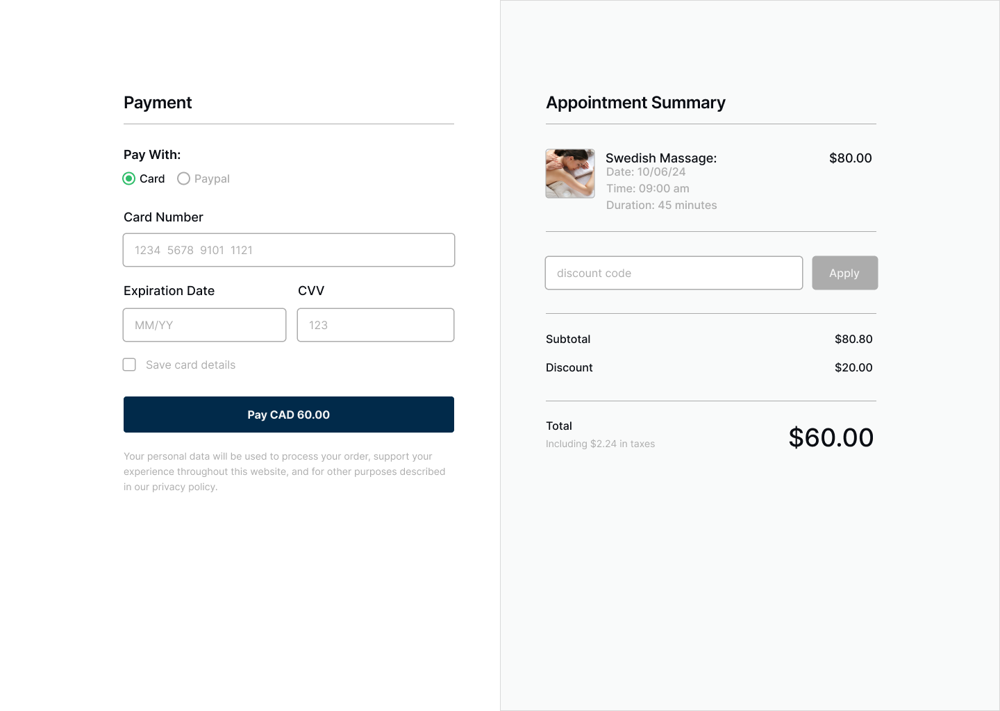 Payment
Pay With:
Card Paypal
Card Number
1234 5678 9101 1121
Expiration Date CVV
MM/YY 123
Save card details
Pay CAD 60.00
Your personal data will be used to process your order, support your
experience throughout this website, and for other purposes described
in our privacy policy.
Appointment Summary
Swedish Massage: $80.00
Date: 10/06/24
Time: 09:00 am
Duration: 45 minutes
discount code Apply
Subtotal $80.80
Discount $20.00
Total $60.00
Including $2.24 in taxes